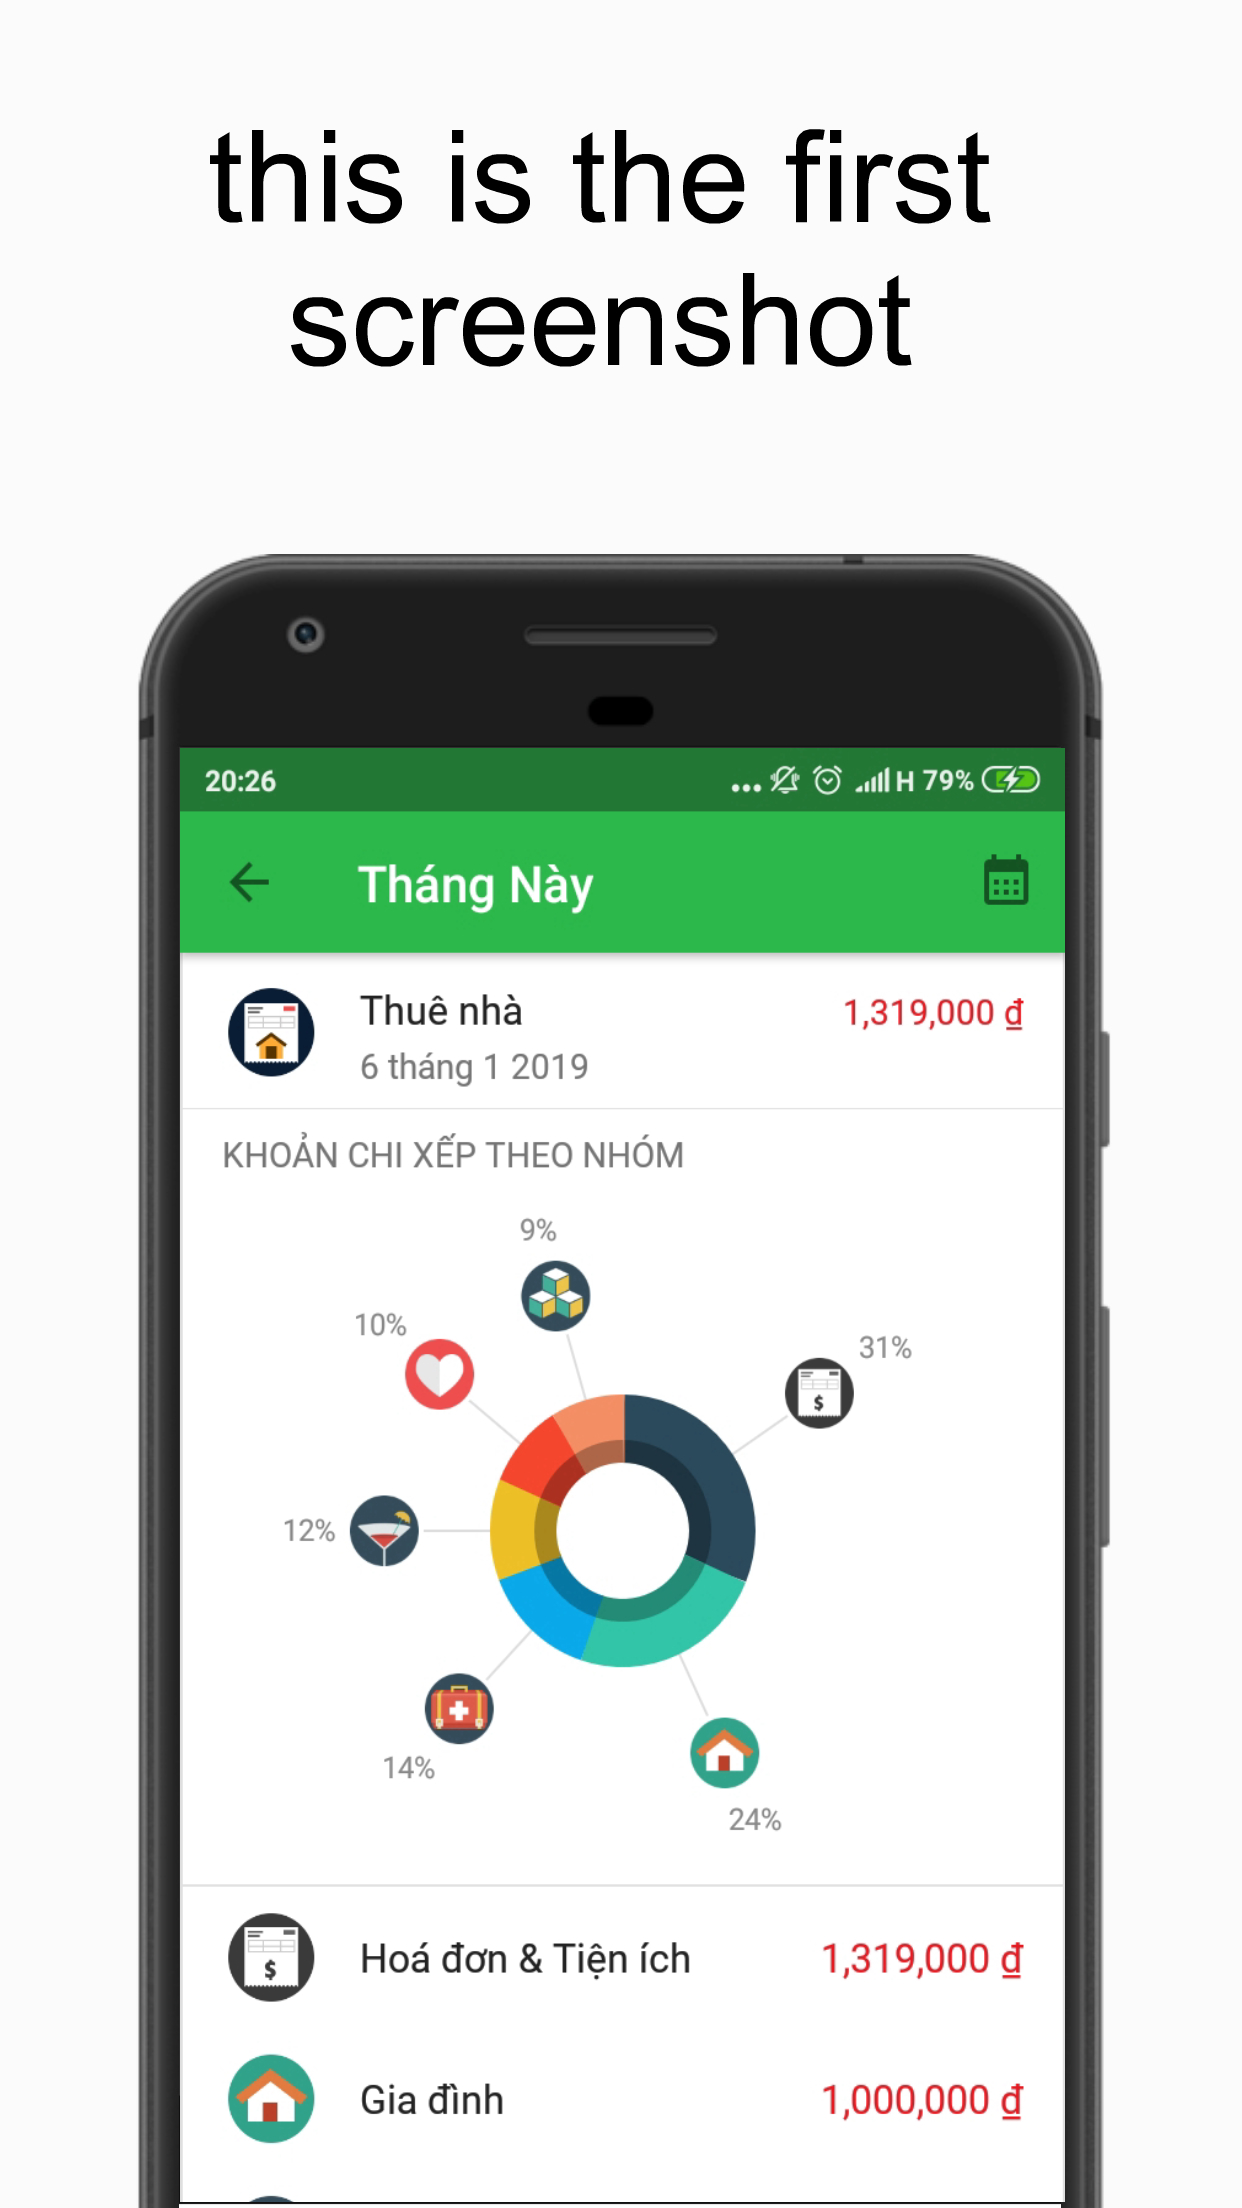 this is the first
screenshot
20:26
... H 79%
Tháng Này
Thuê nhà
1,319,000 ₫
6 tháng 1 2019
KHOẢN CHI XẾP THEO NHÓM
9%
10%
31%
12%
14%
24%
Hoá đơn & Tiện ích
1,319,000 ₫
Gia đình
1,000,000 ₫